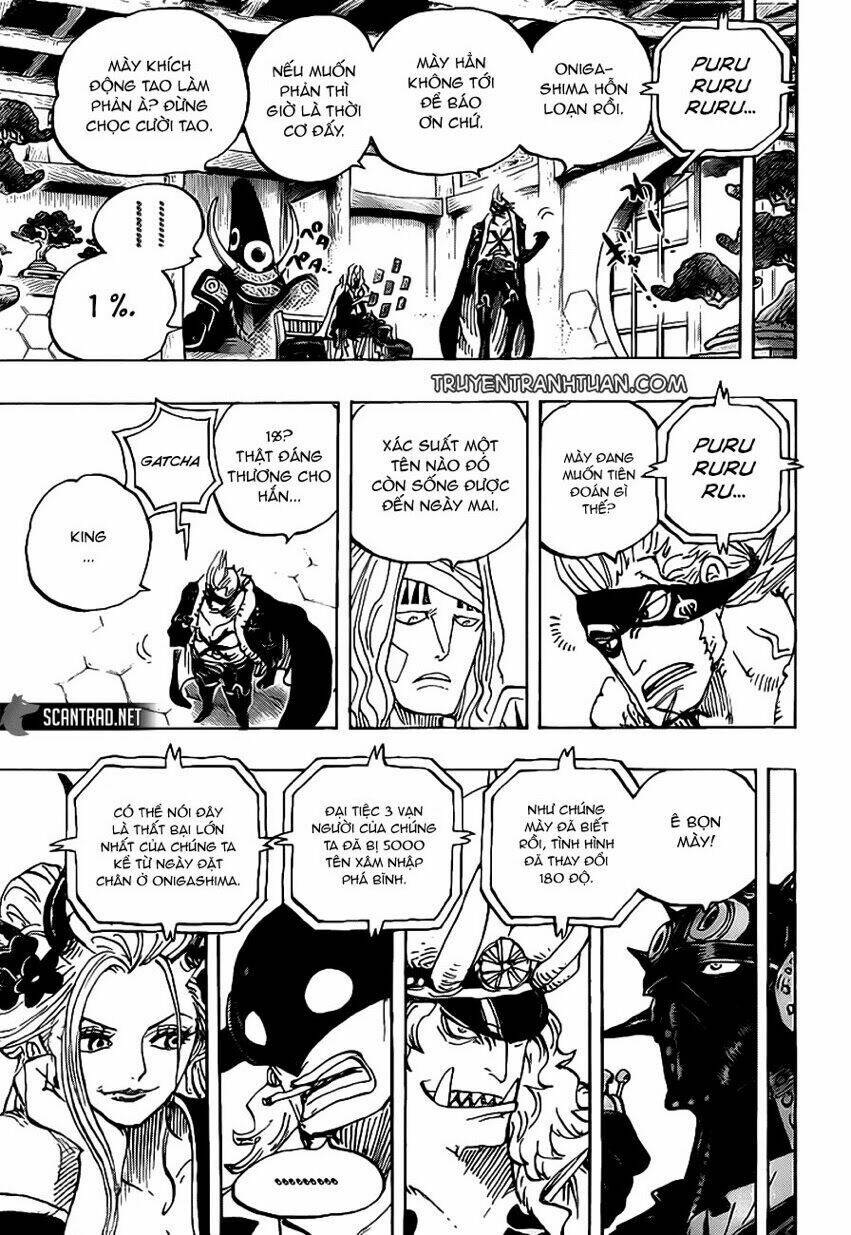 PURU
RURU
RURU...
ONIGA-
SHIMA HỖN
LOẠN RỒI.
MÀY HẲN
KHÔNG TỚI
ĐỂ BÁO
ƠN CHỨ.
NẾU MUỐN
PHẢN THÌ
GIỜ LÀ THỜI
CƠ ĐẤY.
MÀY KHÍCH
ĐỘNG TAO LÀM
PHẢN À? ĐỪNG
CHỌC CƯỜI TAO.
1 %.
TRUYENTRANHTUAN.COM
PURU
RURU
RU...
MÀY ĐANG
MUỐN TIÊN
ĐOÁN GÌ
THẾ?
XÁC SUẤT MỘT
TÊN NÀO ĐÓ
CÒN SỐNG ĐƯỢC
ĐẾN NGÀY MAI.
1%?
THẬT ĐÁNG
THƯƠNG CHO
HẮN...
GATCHA
KING
...
SCANTRAD.NET
Ê BỌN
MÀY!
NHƯ CHÚNG
MÀY ĐÃ BIẾT
RỒI, TÌNH HÌNH
ĐÃ THAY ĐỔI
180 ĐỘ.
ĐẠI TIỆC 3 VẠN
NGƯỜI CỦA CHÚNG
TA ĐÃ BỊ 5000
TÊN XÂM NHẬP
PHÁ BĨNH.
CÓ THỂ NÓI ĐÂY
LÀ THẤT BẠI LỚN
NHẤT CỦA CHÚNG TA
KỂ TỪ NGÀY ĐẶT
CHÂN Ở ONIGASHIMA.
.........